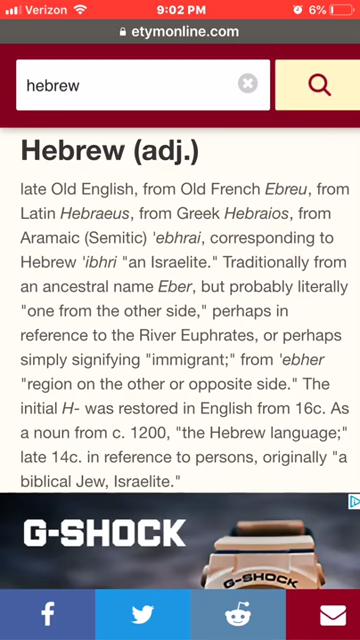 Verizon 9:02 PM 6%
etymonline.com
hebrew
Hebrew (adj.)
late Old English, from Old French Ebreu, from
Latin Hebraeus, from Greek Hebraios, from
Aramaic (Semitic) 'ebhrai, corresponding to
Hebrew 'ibhri "an Israelite." Traditionally from
an ancestral name Eber, but probably literally
"one from the other side," perhaps in
reference to the River Euphrates, or perhaps
simply signifying "immigrant;" from 'ebher
"region on the other or opposite side." The
initial H- was restored in English from 16c. As
a noun from c. 1200, "the Hebrew language;"
late 14c. in reference to persons, originally "a
biblical Jew, Israelite."
G-SHOCK
G-SHOCK